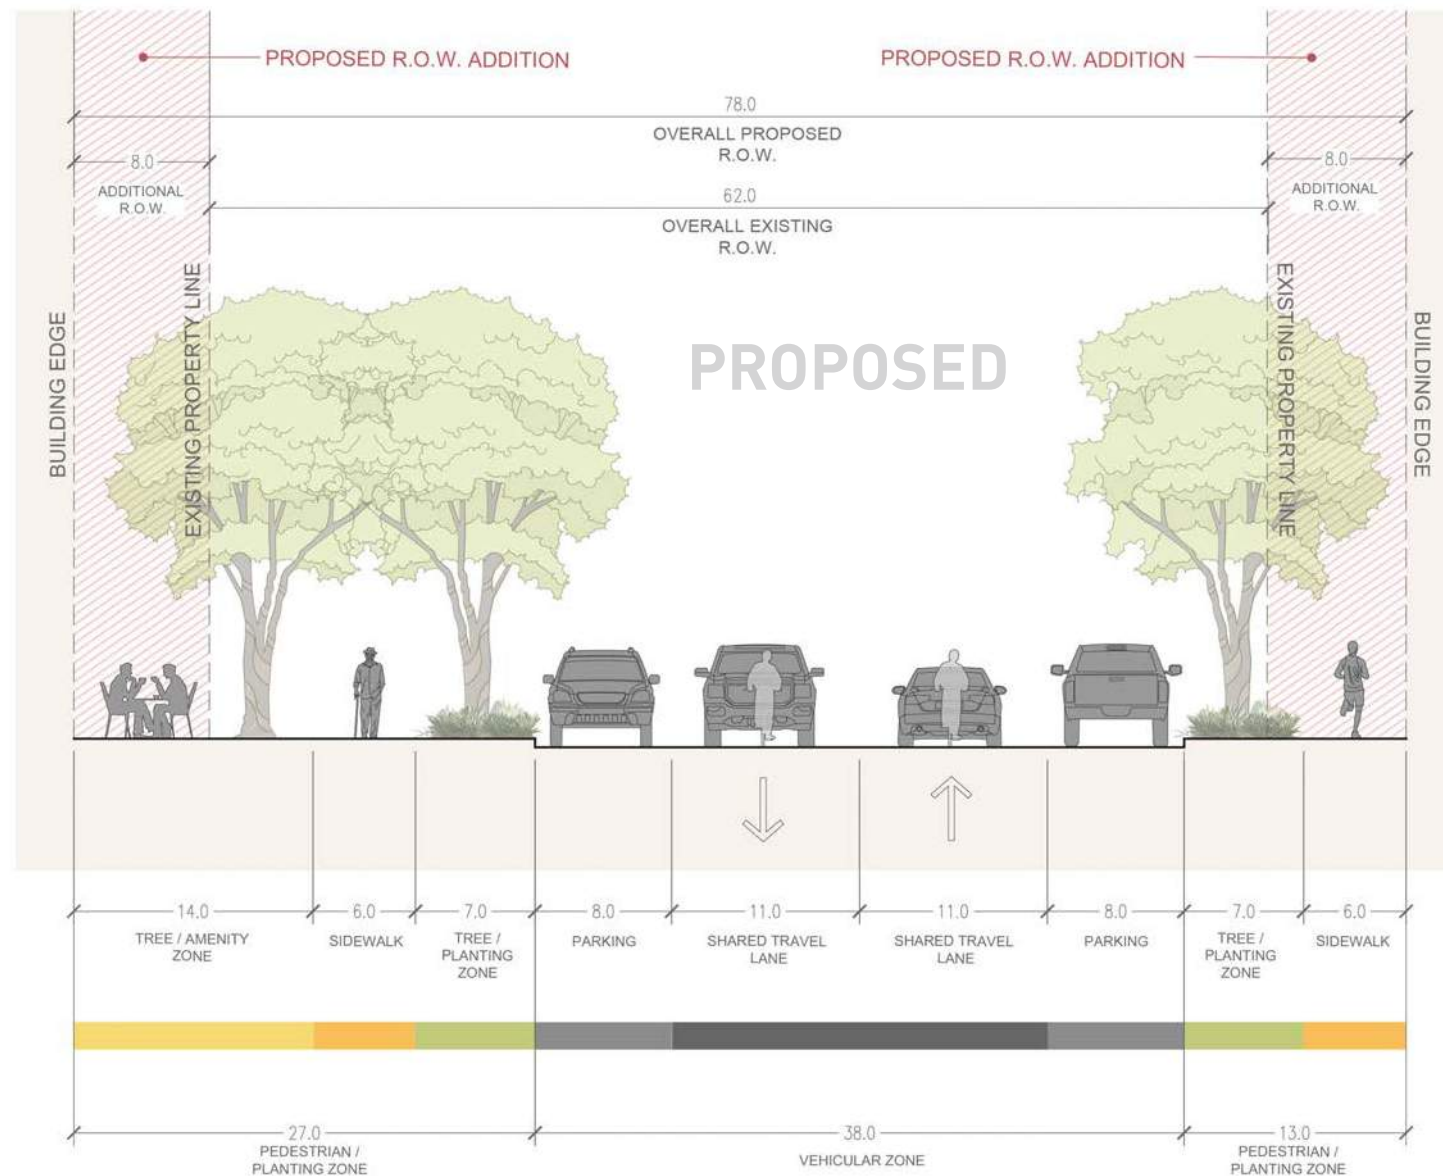 PROPOSED R.O.W. ADDITION
PROPOSED R.O.W. ADDITION
78.0
OVERALL PROPOSED
R.O.W.
8.0
ADDITIONAL
R.O.W.
8.0
ADDITIONAL
R.O.W.
62.0
OVERALL EXISTING
R.O.W.
BUILDING EDGE
EXISTING PROPERTY LINE
PROPOSED
EXISTING PROPERTY LINE
BUILDING EDGE
14.0
TREE / AMENITY
ZONE
6.0
SIDEWALK
7.0
TREE /
PLANTING
ZONE
8.0
PARKING
11.0
SHARED TRAVEL
LANE
11.0
SHARED TRAVEL
LANE
8.0
PARKING
7.0
TREE /
PLANTING
ZONE
6.0
SIDEWALK
27.0
PEDESTRIAN /
PLANTING ZONE
38.0
VEHICULAR ZONE
13.0
PEDESTRIAN /
PLANTING ZONE